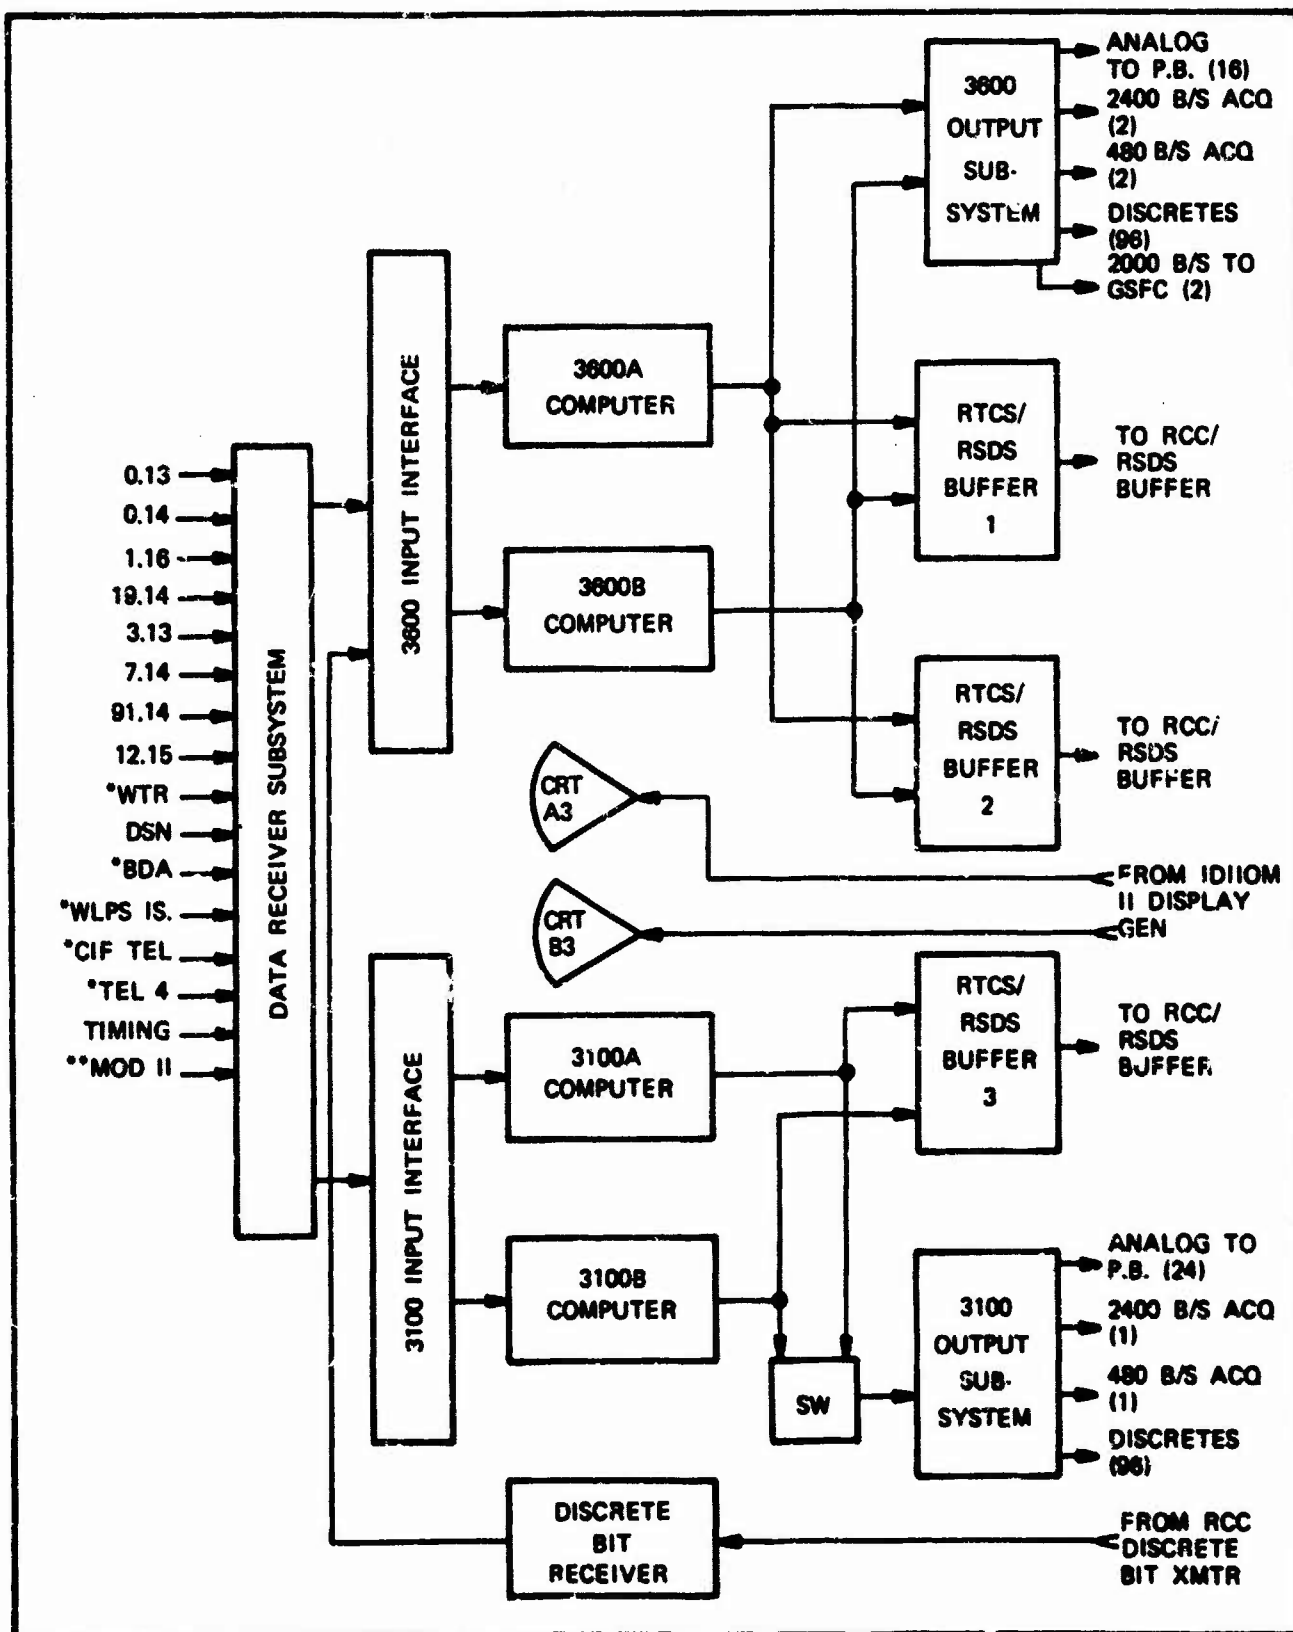 0.13
0.14
1.16
19.14
3.13
7.14
91.14
12.15
*WTR
DSN
*BDA
*WLPS IS.
*CIF TEL
*TEL 4
TIMING
**MOD II
DATA RECEIVER SUBSYSTEM
3600 INPUT INTERFACE
3100 INPUT INTERFACE
3600A
COMPUTER
3600B
COMPUTER
CRT
A3
CRT
B3
3100A
COMPUTER
3100B
COMPUTER
SW
DISCRETE
BIT
RECEIVER
3600
OUTPUT
SUB-
SYSTEM
ANALOG
TO P.B. (16)
2400 B/S ACQ
(2)
480 B/S ACQ
(2)
DISCRETES
(96)
2000 B/S TO
GSFC (2)
RTCS/
RSDS
BUFFER
1
TO RCC/
RSDS
BUFFER
RTCS/
RSDS
BUFFER
2
TO RCC/
RSDS
BUFFER
FROM IDIIOM
II DISPLAY
GEN
RTCS/
RSDS
BUFFER
3
TO RCC/
RSDS
BUFFER
3100
OUTPUT
SUB-
SYSTEM
ANALOG TO
P.B. (24)
2400 B/S ACQ
(1)
480 B/S ACQ
(1)
DISCRETES
(96)
FROM RCC
DISCRETE
BIT XMTR